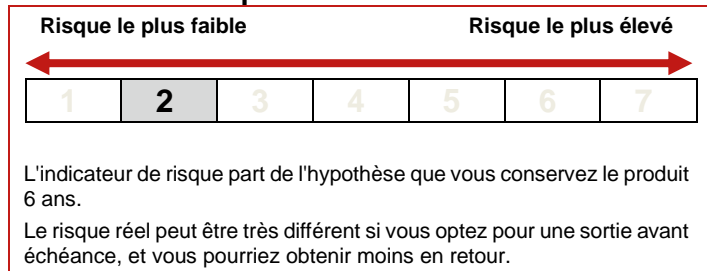 Risque le plus faible Risque le plus élevé
1 2 3 4 5 6 7
L'indicateur de risque part de l'hypothèse que vous conservez le produit
6 ans.
Le risque réel peut être très différent si vous optez pour une sortie avant
échéance, et vous pourriez obtenir moins en retour.